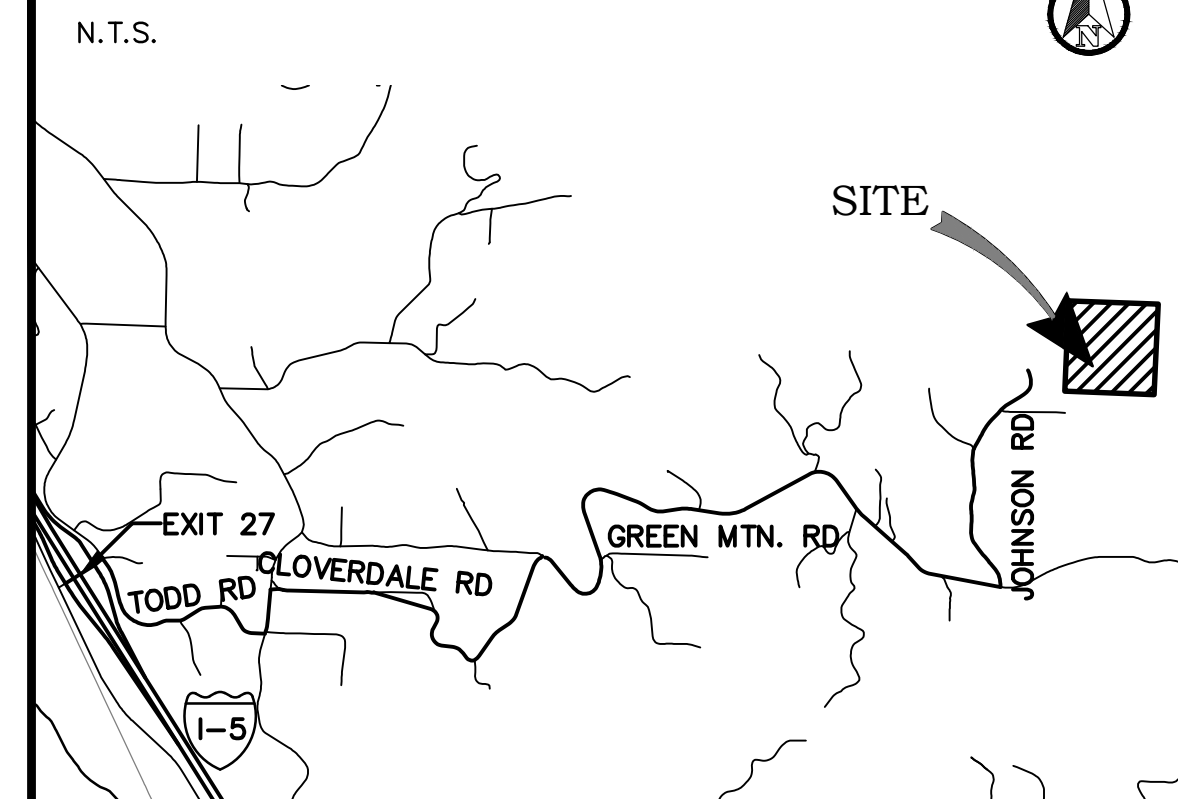 N.T.S.
N
SITE
JOHNSON RD
EXIT 27
GREEN MTN. RD
CLOVERDALE RD
TODD RD
I-5